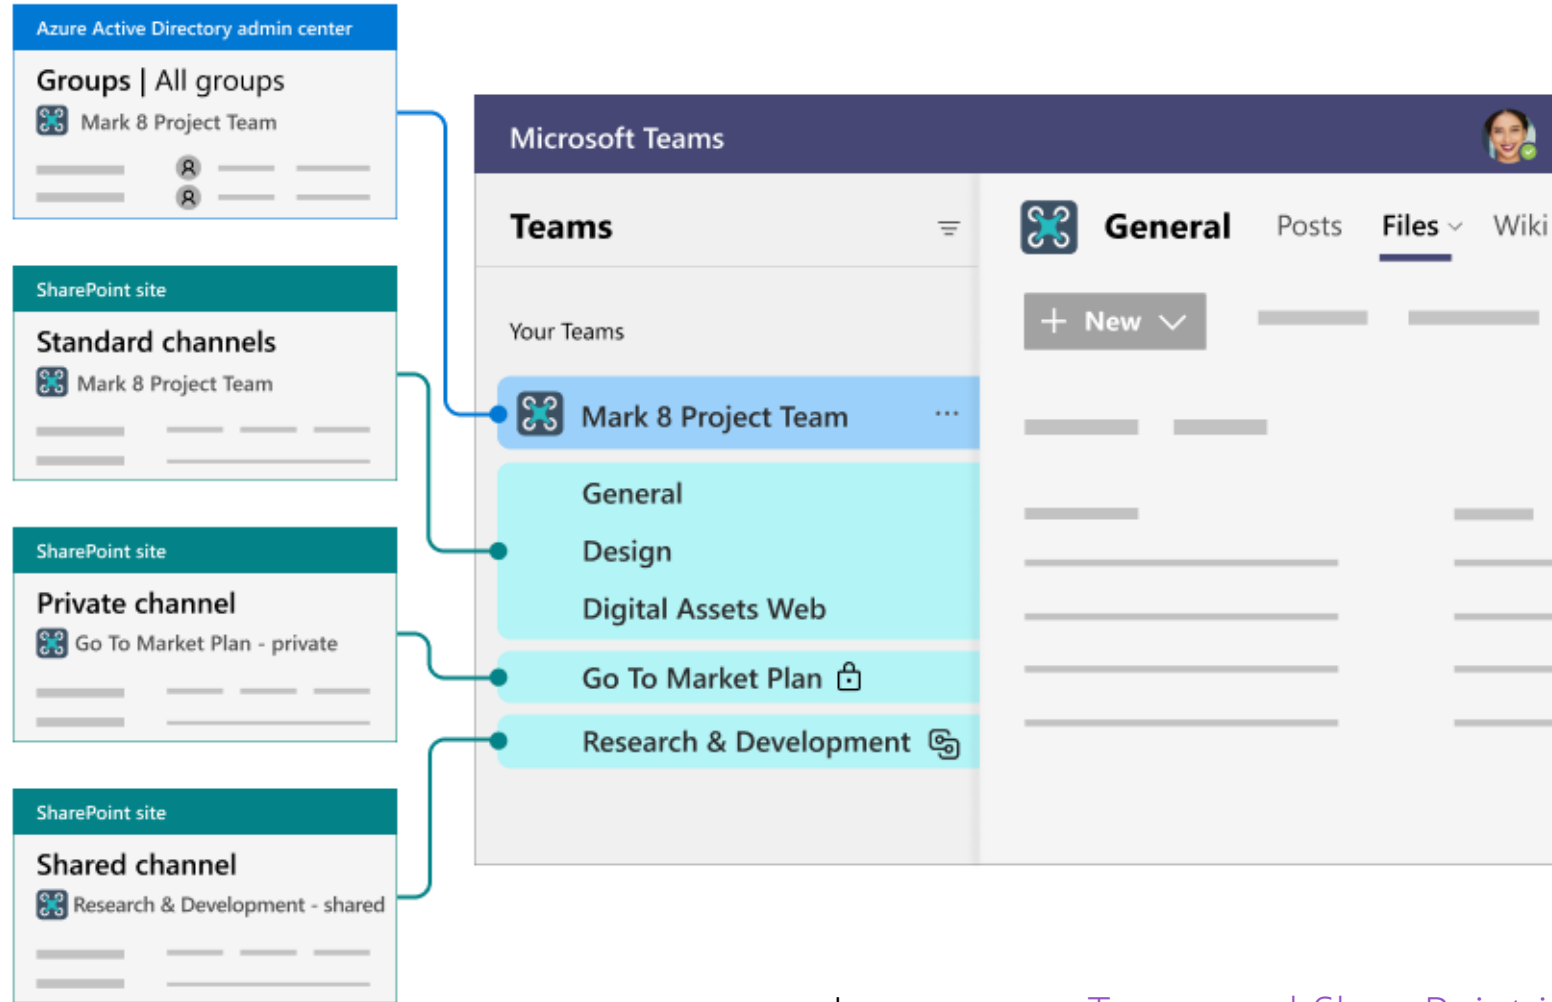 Azure Active Directory admin center
Groups | All groups
Mark 8 Project Team
SharePoint site
Standard channels
Mark 8 Project Team
SharePoint site
Private channel
Go To Market Plan - private
SharePoint site
Shared channel
Research & Development - shared
Microsoft Teams
Teams
Your Teams
Mark 8 Project Team ...
General
Design
Digital Assets Web
Go To Market Plan
Research & Development
General Posts Files Wiki
+ New